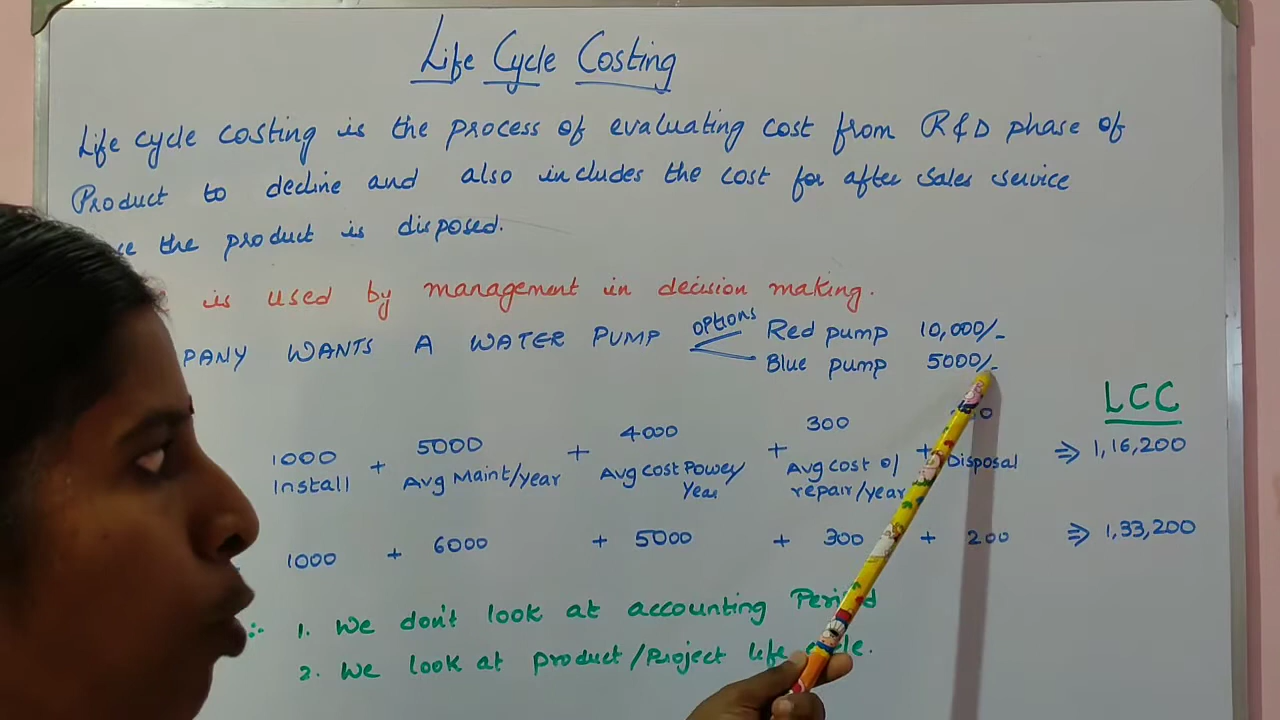 Life Cycle Costing
Life cycle costing is the process of evaluating cost from R&D phase of
Product to decline and also includes the cost for after sales service
the product is disposed.
is used by management in decision making.
WANTS A WATER PUMP OPTIONS Red pump 10,000/-
Blue pump 5000/-
LCC
1000 + 5000 + 4000 + 300 + ⇒ 1,16,200
Install Avg Maint/year Avg cost Power/ Avg cost of Disposal
Year repair/year
1000 + 6000 + 5000 + 300 + 200 ⇒ 1,33,200
∴ 1. We don't look at accounting Period
2. We look at product/Project life cycle.